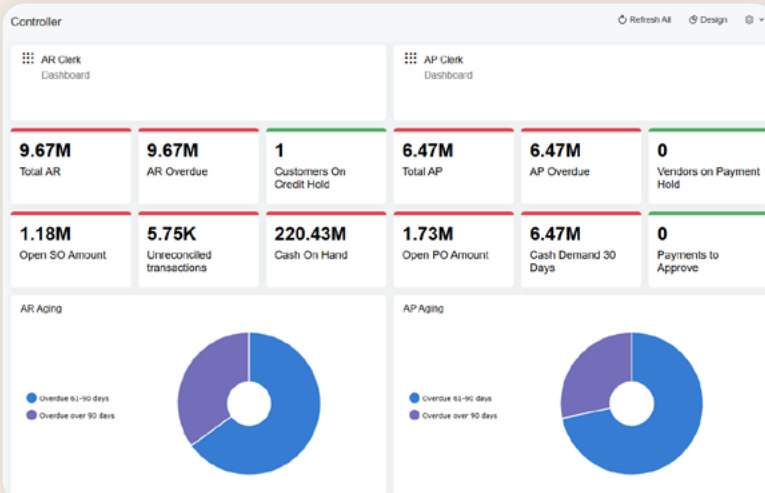 Controller
Refresh All
Design
AR Clerk
Dashboard
AP Clerk
Dashboard
9.67M
Total AR
9.67M
AR Overdue
1
Customers On
Credit Hold
6.47M
Total AP
6.47M
AP Overdue
0
Vendors on Payment
Hold
1.18M
Open SO Amount
5.75K
Unreconciled
transactions
220.43M
Cash On Hand
1.73M
Open PO Amount
6.47M
Cash Demand 30
Days
0
Payments to
Approve
AR Aging
Overdue 61-90 days
Overdue over 90 days
AP Aging
Overdue 61-90 days
Overdue over 90 days